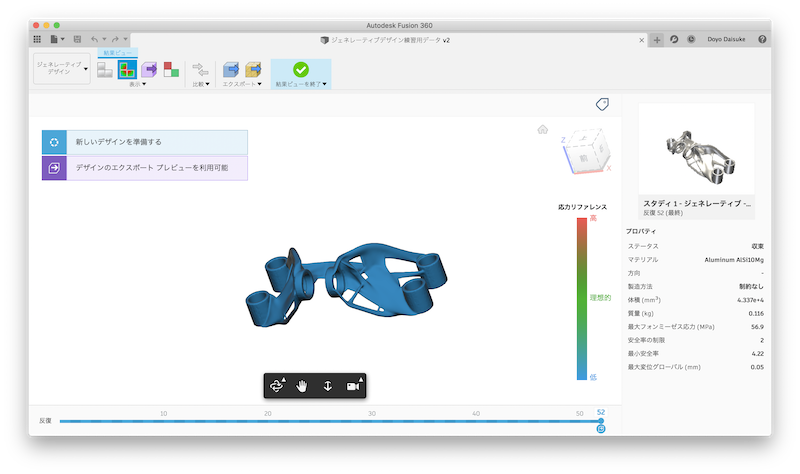 Autodesk Fusion 360
ジェネレーティブデザイン練習用データ v2
Doyo Daisuke
結果ビュー
ジェネレーティブ
デザイン
表示
比較
エクスポート
結果ビューを終了
新しいデザインを準備する
デザインのエクスポート プレビューを利用可能
Z
X
応力リファレンス
高
理想的
低
スタディ 1 - ジェネレーティブ -...
反復 52 (最終)
プロパティ
ステータス 収束
マテリアル Aluminum AlSi10Mg
方向 -
製造方法 制約なし
体積 (mm³) 4.337e+4
質量 (kg) 0.116
最大フォンミーゼス応力 (MPa) 56.9
安全率の制限 2
最小安全率 4.22
最大変位グローバル (mm) 0.05
反復 10 20 30 40 50 52